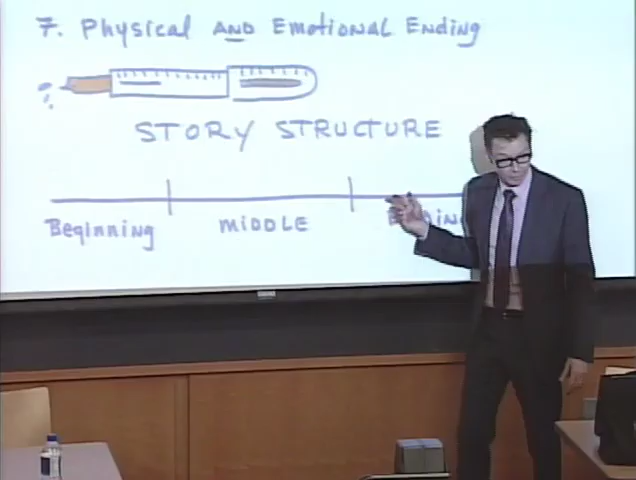 7. Physical AND Emotional Ending
STORY STRUCTURE
Beginning MIDDLE